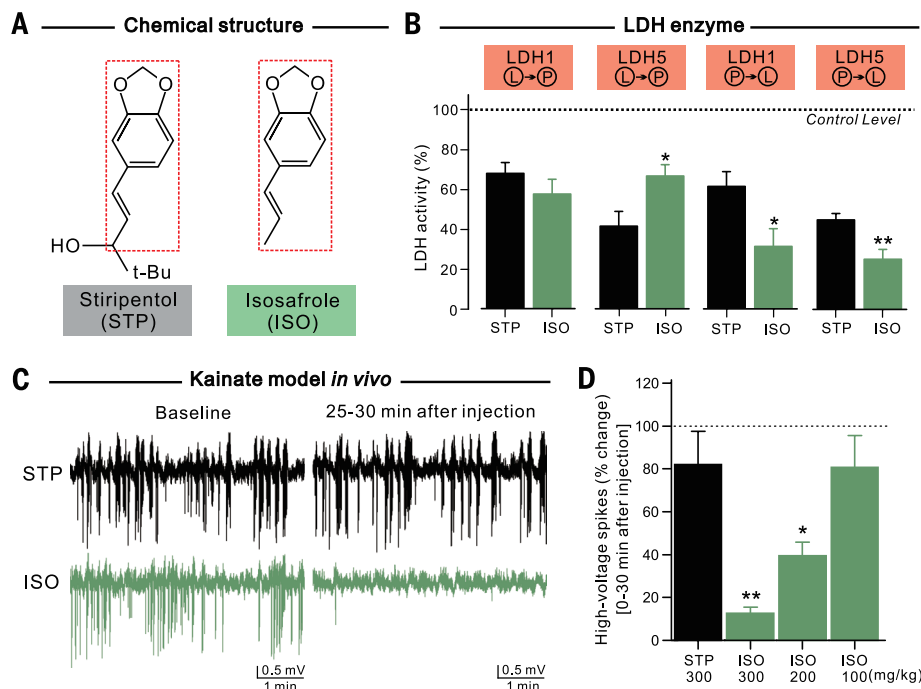 A
Chemical structure
O
O
O
O
HO
t-Bu
Stiripentol
(STP)
Isosafrole
(ISO)
B
LDH enzyme
LDH1
L→P
LDH5
L→P
LDH1
P→L
LDH5
P→L
LDH activity (%)
100
80
60
40
20
0
Control Level
*
*
**
STP
ISO
STP
ISO
STP
ISO
STP
ISO
C
Kainate model in vivo
Baseline
25-30 min after injection
STP
ISO
0.5 mV
1 min
0.5 mV
1 min
D
High-voltage spikes (% change)
[0-30 min after injection]
120
100
80
60
40
20
0
**
*
STP
300
ISO
300
ISO
200
ISO
100(mg/kg)